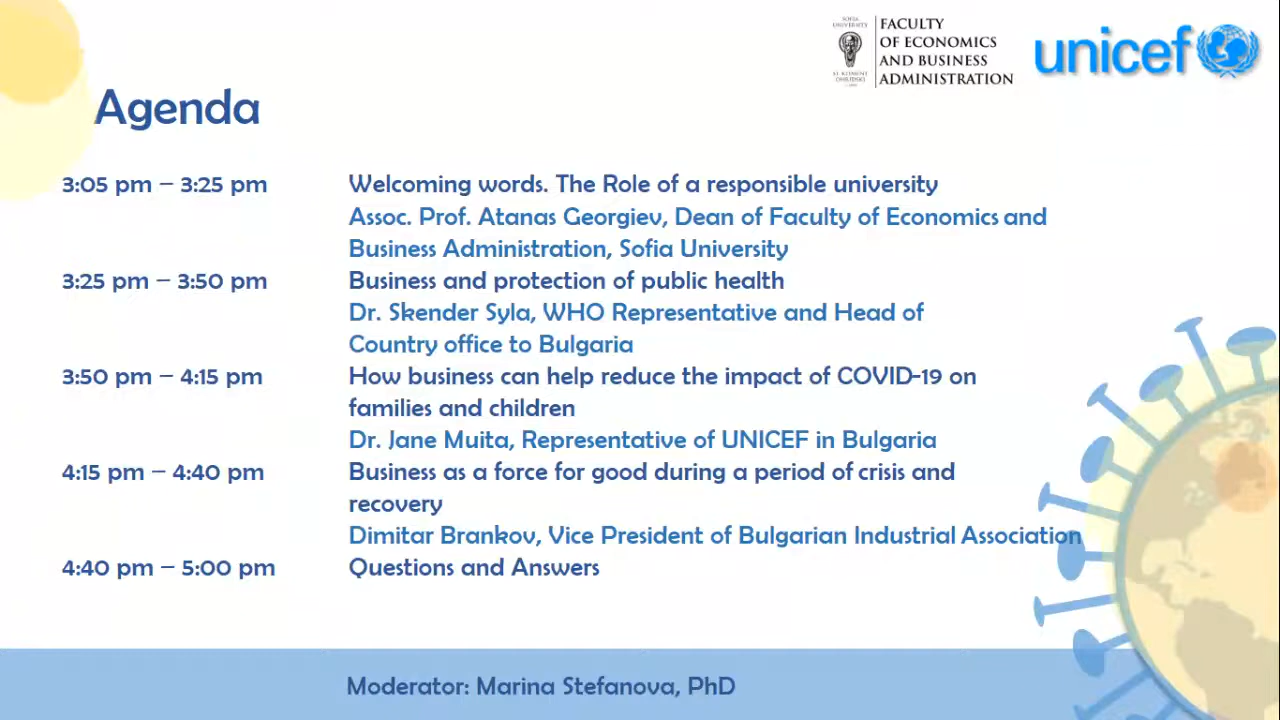 SOFIA
UNIVERSITY
ST. KLIMENT
OHRIDSKI
FACULTY
OF ECONOMICS
AND BUSINESS
ADMINISTRATION
unicef
Agenda
3:05 pm – 3:25 pm Welcoming words. The Role of a responsible university
Assoc. Prof. Atanas Georgiev, Dean of Faculty of Economics and
Business Administration, Sofia University
3:25 pm – 3:50 pm Business and protection of public health
Dr. Skender Syla, WHO Representative and Head of
Country office to Bulgaria
3:50 pm – 4:15 pm How business can help reduce the impact of COVID-19 on
families and children
Dr. Jane Muita, Representative of UNICEF in Bulgaria
4:15 pm – 4:40 pm Business as a force for good during a period of crisis and
recovery
Dimitar Brankov, Vice President of Bulgarian Industrial Association
4:40 pm – 5:00 pm Questions and Answers
Moderator: Marina Stefanova, PhD